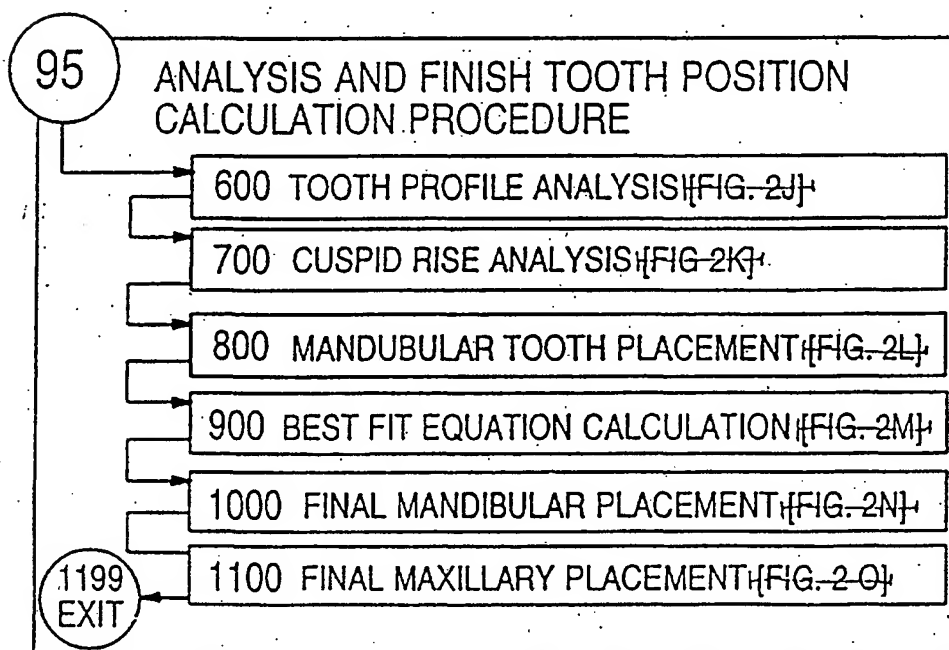 95
ANALYSIS AND FINISH TOOTH POSITION
CALCULATION PROCEDURE
600 TOOTH PROFILE ANALYSIS [FIG. 2J]
700 CUSPID RISE ANALYSIS [FIG 2K]
800 MANDUBULAR TOOTH PLACEMENT [FIG. 2L]
900 BEST FIT EQUATION CALCULATION [FIG. 2M]
1000 FINAL MANDIBULAR PLACEMENT [FIG. 2N]
1100 FINAL MAXILLARY PLACEMENT [FIG. 2-O]
1199
EXIT